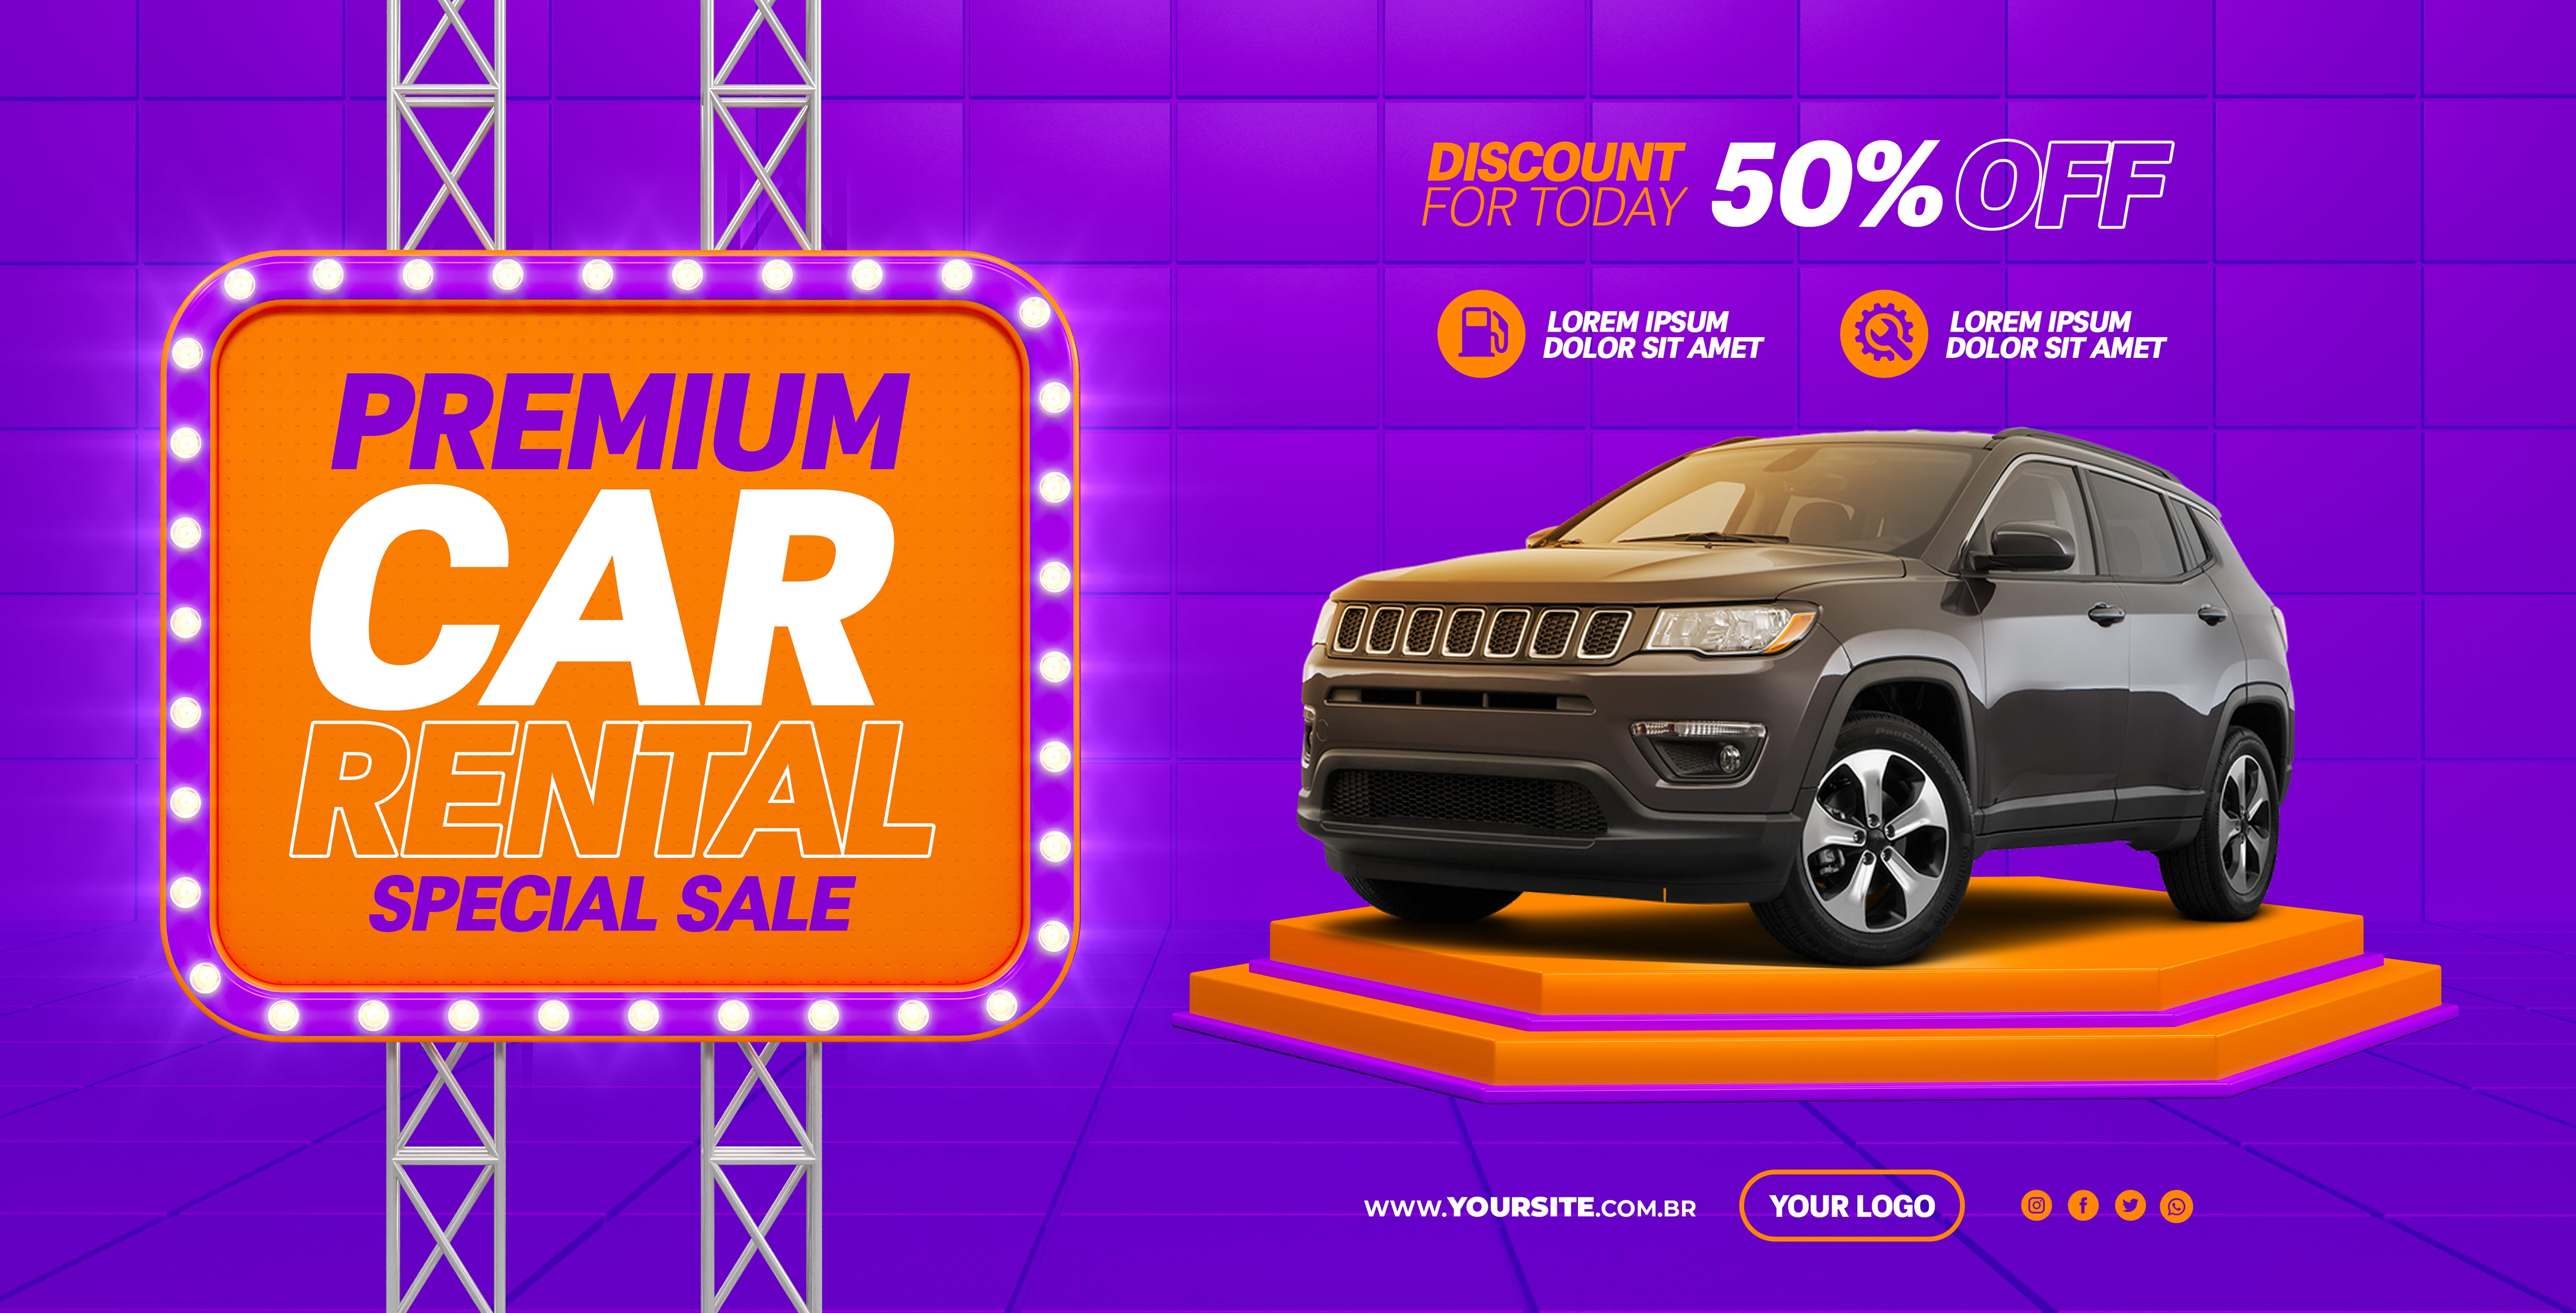 PREMIUM
CAR
RENTAL
SPECIAL SALE
DISCOUNT
FOR TODAY
50% OFF
LOREM IPSUM
DOLOR SIT AMET
LOREM IPSUM
DOLOR SIT AMET
WWW.YOURSITE.COM.BR
YOUR LOGO